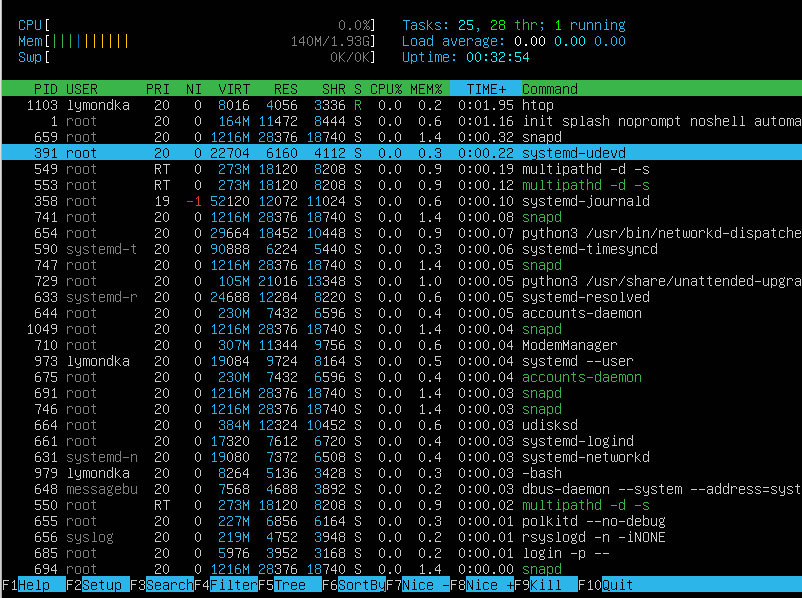 CPU[ 0.0%] Tasks: 25, 28 thr; 1 running
Mem[|||||||||||| 140M/1.93G] Load average: 0.00 0.00 0.00
Swp[ 0K/0K] Uptime: 00:32:54
PID USER PRI NI VIRT RES SHR S CPU% MEM% TIME+ Command
1103 lymondka 20 0 8016 4056 3336 R 0.0 0.2 0:01.95 htop
1 root 20 0 164M 11472 8444 S 0.0 0.6 0:01.16 init splash noprompt noshell automa
659 root 20 0 1216M 28376 18740 S 0.0 1.4 0:00.32 snapd
391 root 20 0 22704 6160 4112 S 0.0 0.3 0:00.22 systemd-udevd
549 root RT 0 273M 18120 8208 S 0.0 0.9 0:00.19 multipathd -d -s
553 root RT 0 273M 18120 8208 S 0.0 0.9 0:00.12 multipathd -d -s
358 root 19 -1 52120 12072 11024 S 0.0 0.6 0:00.10 systemd-journald
741 root 20 0 1216M 28376 18740 S 0.0 1.4 0:00.08 snapd
654 root 20 0 29664 18452 10448 S 0.0 0.9 0:00.07 python3 /usr/bin/networkd-dispatche
590 systemd-t 20 0 90888 6224 5440 S 0.0 0.3 0:00.06 systemd-timesyncd
747 root 20 0 1216M 28376 18740 S 0.0 1.4 0:00.05 snapd
729 root 20 0 105M 21016 13348 S 0.0 1.0 0:00.05 python3 /usr/share/unattended-upgra
633 systemd-r 20 0 24688 12284 8220 S 0.0 0.6 0:00.05 systemd-resolved
644 root 20 0 230M 7432 6596 S 0.0 0.4 0:00.05 accounts-daemon
1049 root 20 0 1216M 28376 18740 S 0.0 1.4 0:00.04 snapd
710 root 20 0 307M 11344 9756 S 0.0 0.6 0:00.04 ModemManager
973 lymondka 20 0 19084 9724 8164 S 0.0 0.5 0:00.04 systemd --user
675 root 20 0 230M 7432 6596 S 0.0 0.4 0:00.04 accounts-daemon
691 root 20 0 1216M 28376 18740 S 0.0 1.4 0:00.04 snapd
746 root 20 0 1216M 28376 18740 S 0.0 1.4 0:00.04 snapd
664 root 20 0 384M 12324 10452 S 0.0 0.6 0:00.03 udisksd
661 root 20 0 17320 7612 6720 S 0.0 0.4 0:00.03 systemd-logind
631 systemd-n 20 0 19080 7372 6508 S 0.0 0.4 0:00.03 systemd-networkd
979 lymondka 20 0 8264 5136 3428 S 0.0 0.3 0:00.03 -bash
648 messagebu 20 0 7568 4688 3892 S 0.0 0.2 0:00.03 dbus-daemon --system --address=syst
550 root RT 0 273M 18120 8208 S 0.0 0.9 0:00.02 multipathd -d -s
655 root 20 0 227M 6856 6164 S 0.0 0.3 0:00.01 polkitd --no-debug
656 syslog 20 0 219M 4752 3948 S 0.0 0.2 0:00.01 rsyslogd -n -iNONE
685 root 20 0 5976 3952 3168 S 0.0 0.2 0:00.01 login -p --
694 root 20 0 1216M 28376 18740 S 0.0 1.4 0:00.00 snapd
F1Help F2Setup F3SearchF4FilterF5Tree F6SortByF7Nice -F8Nice +F9Kill F10Quit